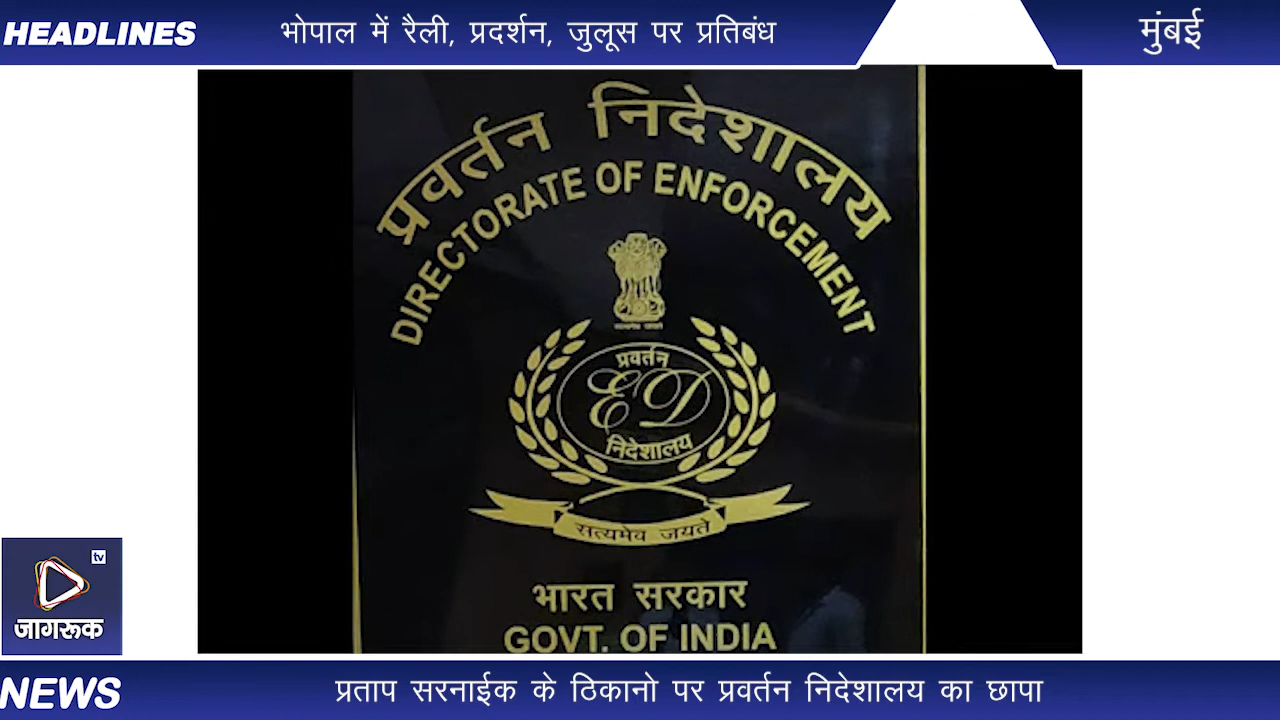 HEADLINES
भोपाल में रैली, प्रदर्शन, जुलूस पर प्रतिबंध
मुंबई
प्रवर्तन निदेशालय
DIRECTORATE OF ENFORCEMENT
प्रवर्तन
ED
निदेशालय
सत्यमेव जयते
भारत सरकार
GOVT. OF INDIA
tv
जागरूक
NEWS
प्रताप सरनाईक के ठिकानो पर प्रवर्तन निदेशालय का छापा